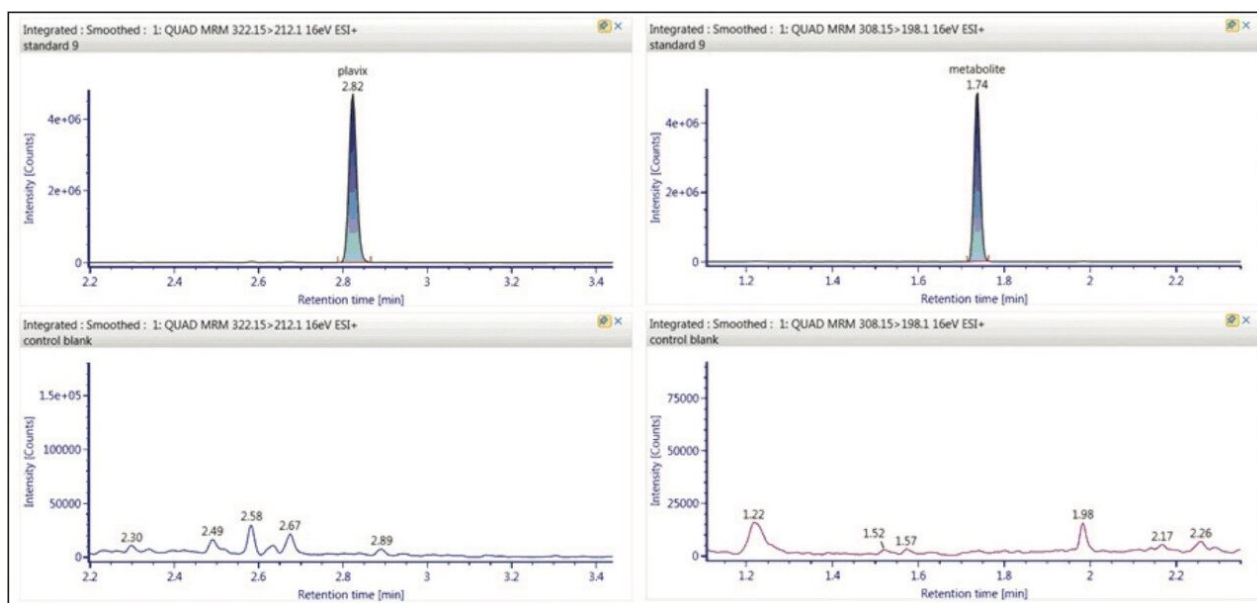 Integrated : Smoothed : 1: QUAD MRM 322.15>212.1 16eV ESI+
standard 9
plavix
2.82
4e+06
2e+06
0
Intensity [Counts]
2.2 2.4 2.6 2.8 3 3.2 3.4
Retention time [min]
Integrated : Smoothed : 1: QUAD MRM 308.15>198.1 16eV ESI+
standard 9
metabolite
1.74
4e+06
2e+06
0
Intensity [Counts]
1.2 1.4 1.6 1.8 2 2.2
Retention time [min]
Integrated : Smoothed : 1: QUAD MRM 322.15>212.1 16eV ESI+
control blank
1.5e+05
100000
50000
0
Intensity [Counts]
2.30 2.49 2.58 2.67 2.89
2.2 2.4 2.6 2.8 3 3.2 3.4
Retention time [min]
Integrated : Smoothed : 1: QUAD MRM 308.15>198.1 16eV ESI+
control blank
75000
50000
25000
0
Intensity [Counts]
1.22 1.52 1.57 1.98 2.17 2.26
1.2 1.4 1.6 1.8 2 2.2
Retention time [min]